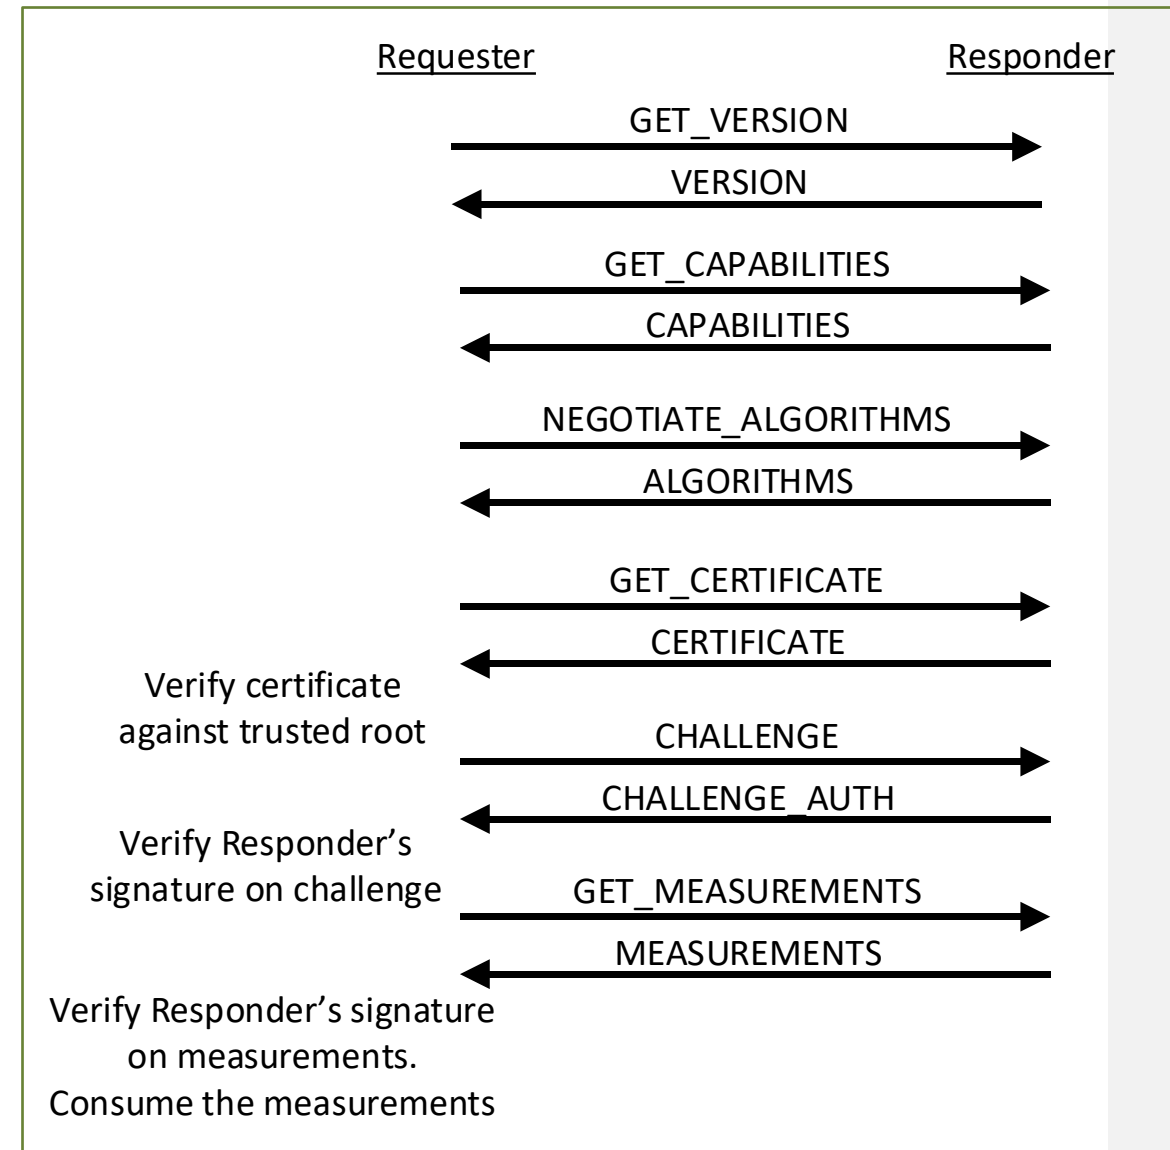 Requester
Responder
GET_VERSION
VERSION
GET_CAPABILITIES
CAPABILITIES
NEGOTIATE_ALGORITHMS
ALGORITHMS
GET_CERTIFICATE
CERTIFICATE
Verify certificate
against trusted root
CHALLENGE
CHALLENGE_AUTH
Verify Responder’s
signature on challenge
GET_MEASUREMENTS
MEASUREMENTS
Verify Responder’s signature
on measurements.
Consume the measurements